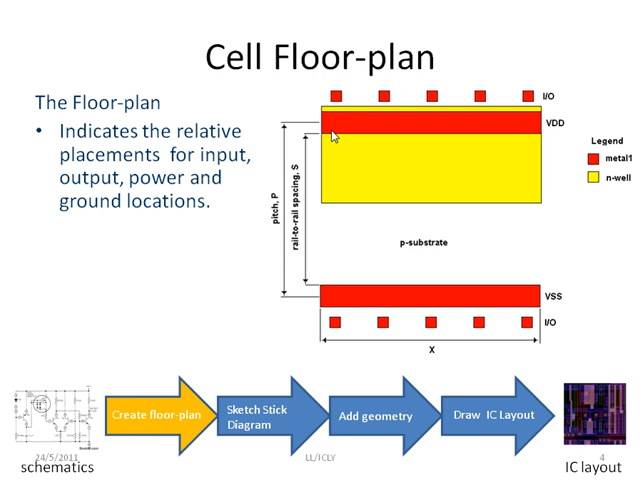 Cell Floor-plan
The Floor-plan
• Indicates the relative
placements for input,
output, power and
ground locations.
I/O
VDD
Legend
metal1
n-well
pitch, P
rail-to-rail spacing, S
p-substrate
VSS
I/O
X
Create floor-plan
Sketch Stick
Diagram
Add geometry
Draw IC Layout
24/5/2011
LL/ICLY
4
schematics
IC layout